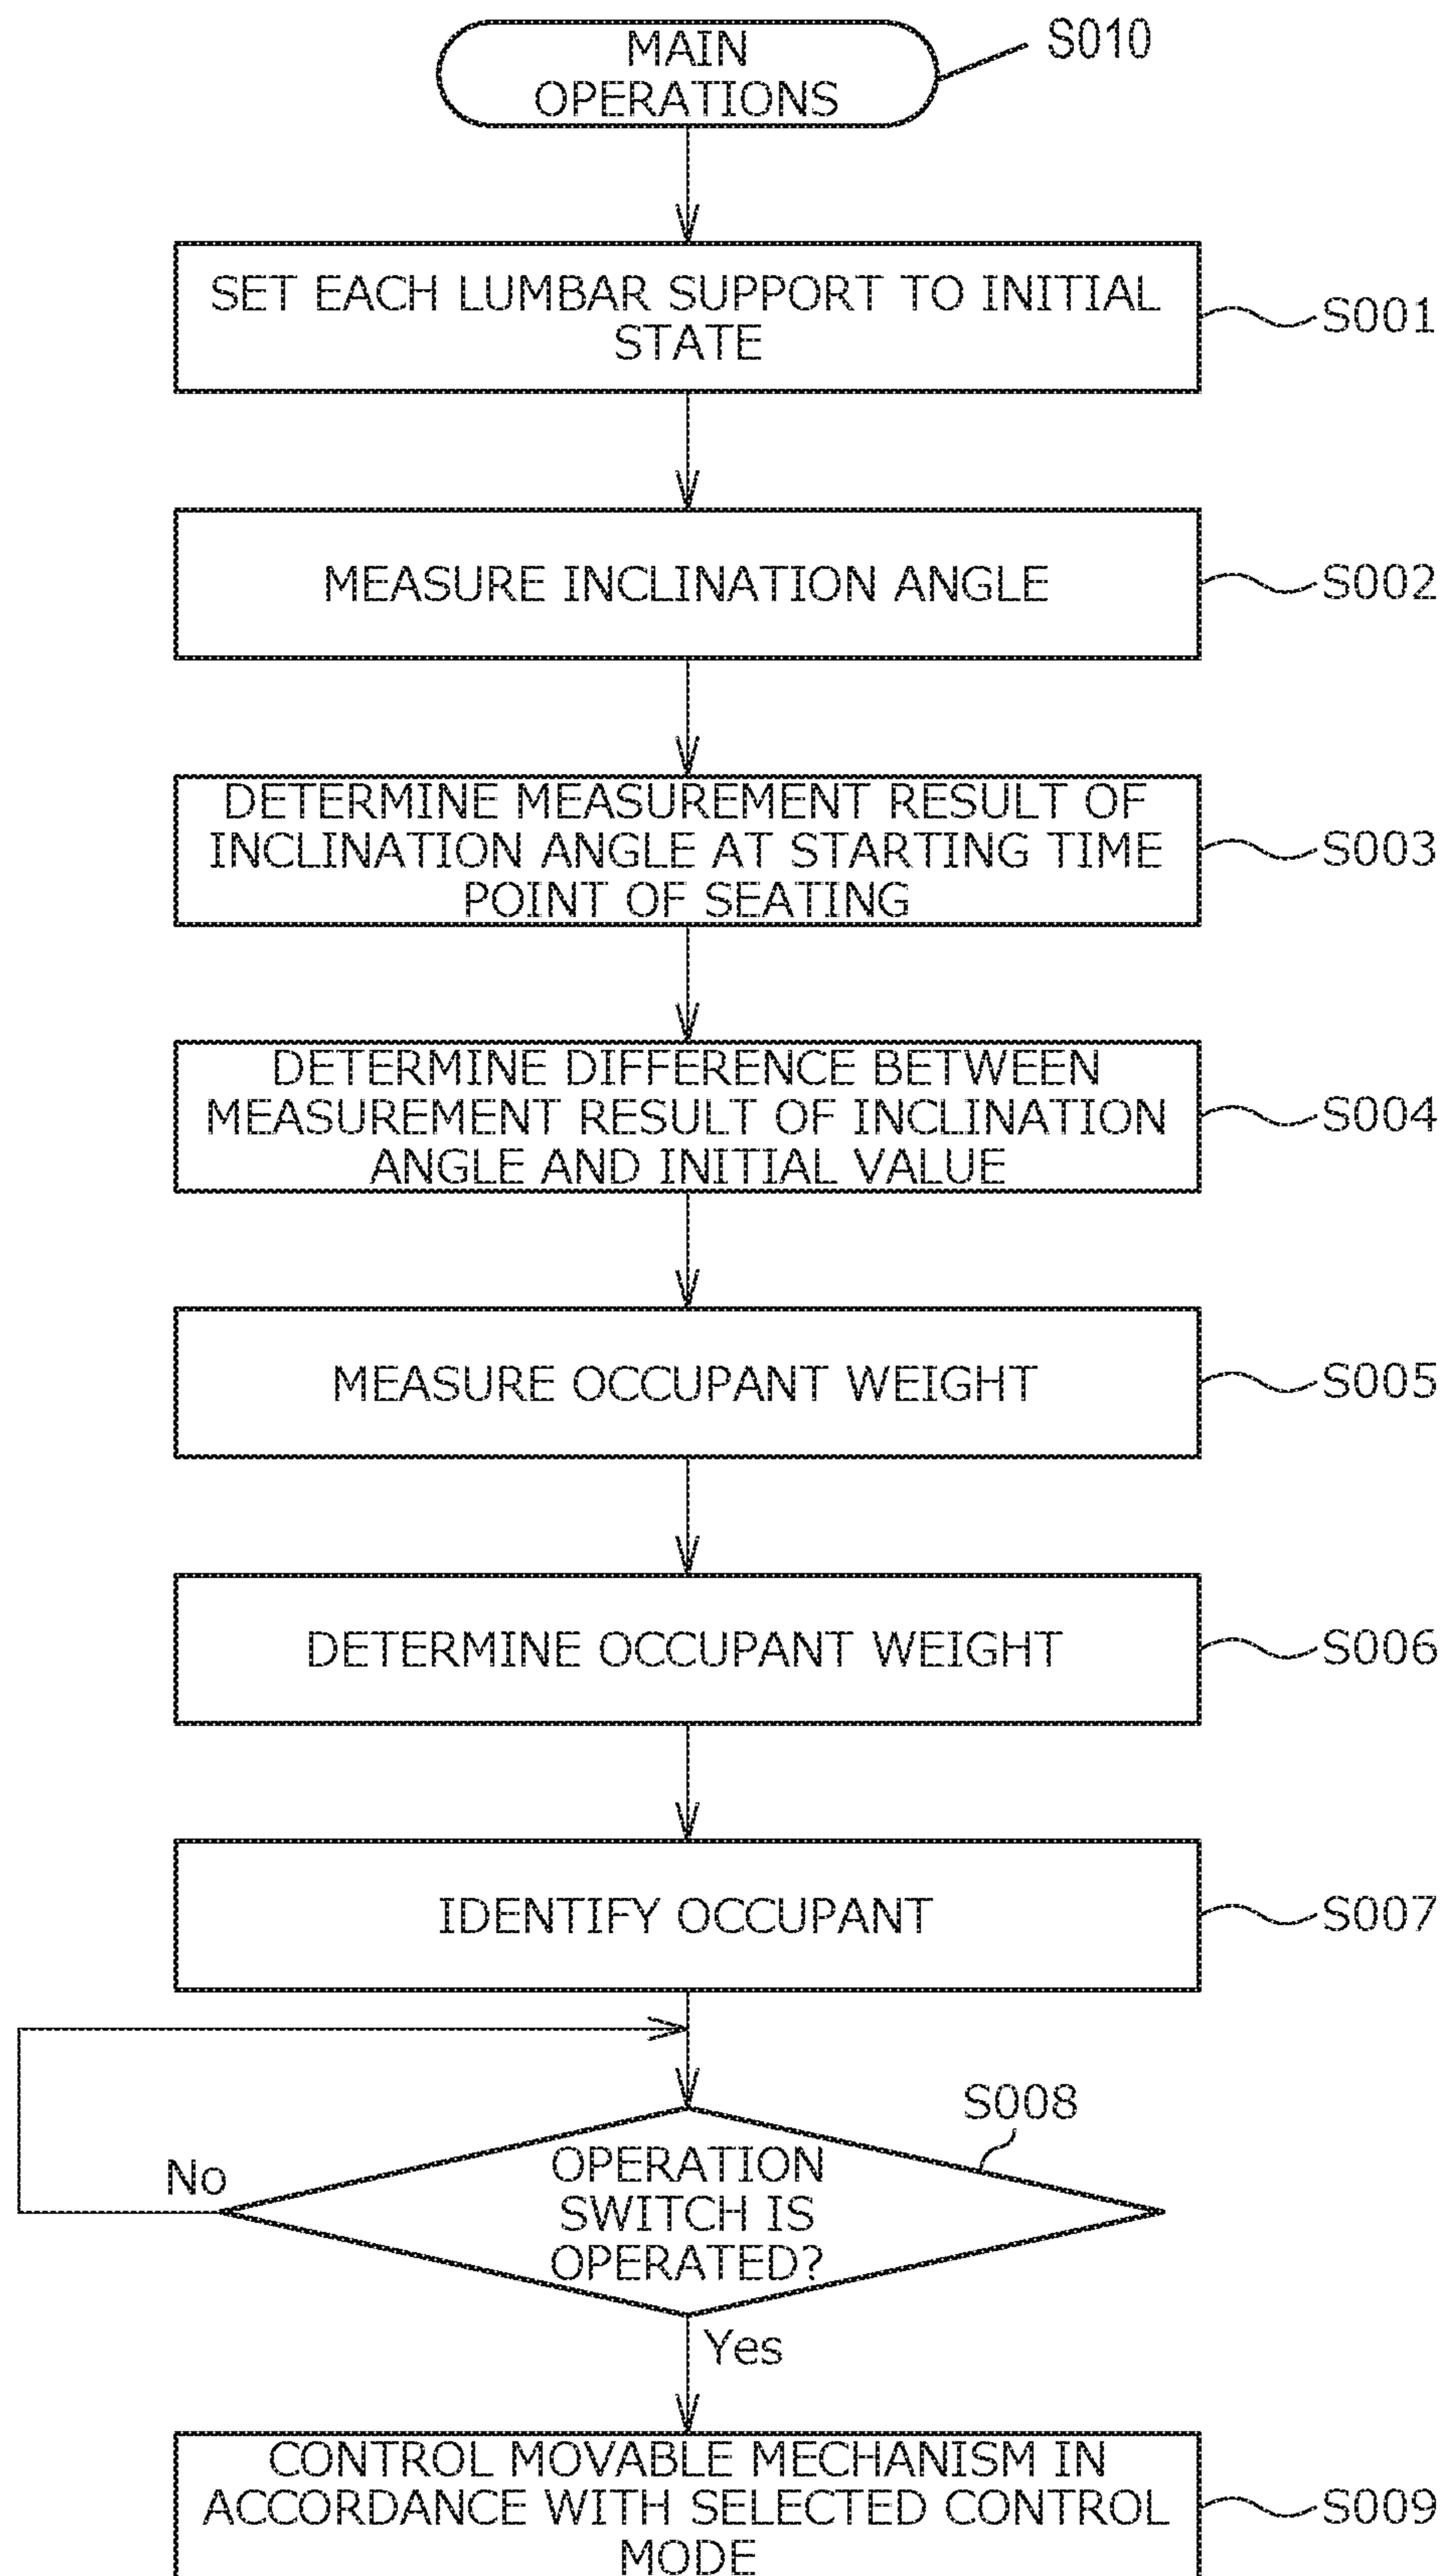 MAIN
OPERATIONS
S010
SET EACH LUMBAR SUPPORT TO INITIAL
STATE
S001
MEASURE INCLINATION ANGLE
S002
DETERMINE MEASUREMENT RESULT OF
INCLINATION ANGLE AT STARTING TIME
POINT OF SEATING
S003
DETERMINE DIFFERENCE BETWEEN
MEASUREMENT RESULT OF INCLINATION
ANGLE AND INITIAL VALUE
S004
MEASURE OCCUPANT WEIGHT
S005
DETERMINE OCCUPANT WEIGHT
S006
IDENTIFY OCCUPANT
S007
S008
OPERATION
SWITCH IS
OPERATED?
No
Yes
CONTROL MOVABLE MECHANISM IN
ACCORDANCE WITH SELECTED CONTROL
MODE
S009